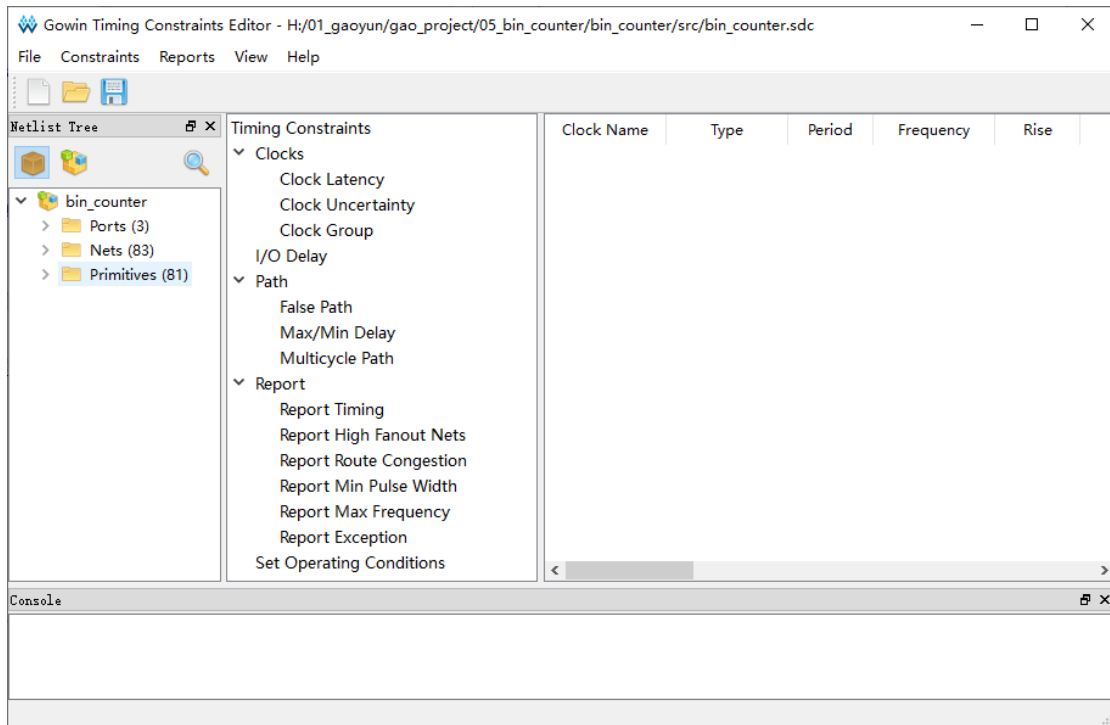 Gowin Timing Constraints Editor - H:/01_gaoyun/gao_project/05_bin_counter/bin_counter/src/bin_counter.sdc
File Constraints Reports View Help
Netlist Tree
bin_counter
Ports (3)
Nets (83)
Primitives (81)
Timing Constraints
Clocks
Clock Latency
Clock Uncertainty
Clock Group
I/O Delay
Path
False Path
Max/Min Delay
Multicycle Path
Report
Report Timing
Report High Fanout Nets
Report Route Congestion
Report Min Pulse Width
Report Max Frequency
Report Exception
Set Operating Conditions
Clock Name Type Period Frequency Rise
Console